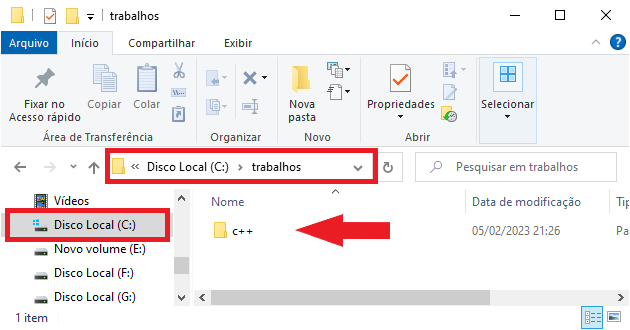 trabalhos
Arquivo Início Compartilhar Exibir
Fixar no Acesso rápido
Copiar
Colar
Nova pasta
Propriedades
Selecionar
Área de Transferência Organizar Novo Abrir
« Disco Local (C:) › trabalhos
Pesquisar em trabalhos
Vídeos
Disco Local (C:)
Novo volume (E:)
Disco Local (F:)
Disco Local (G:)
Nome Data de modificação Tip
c++ 05/02/2023 21:26 Pa
1 item